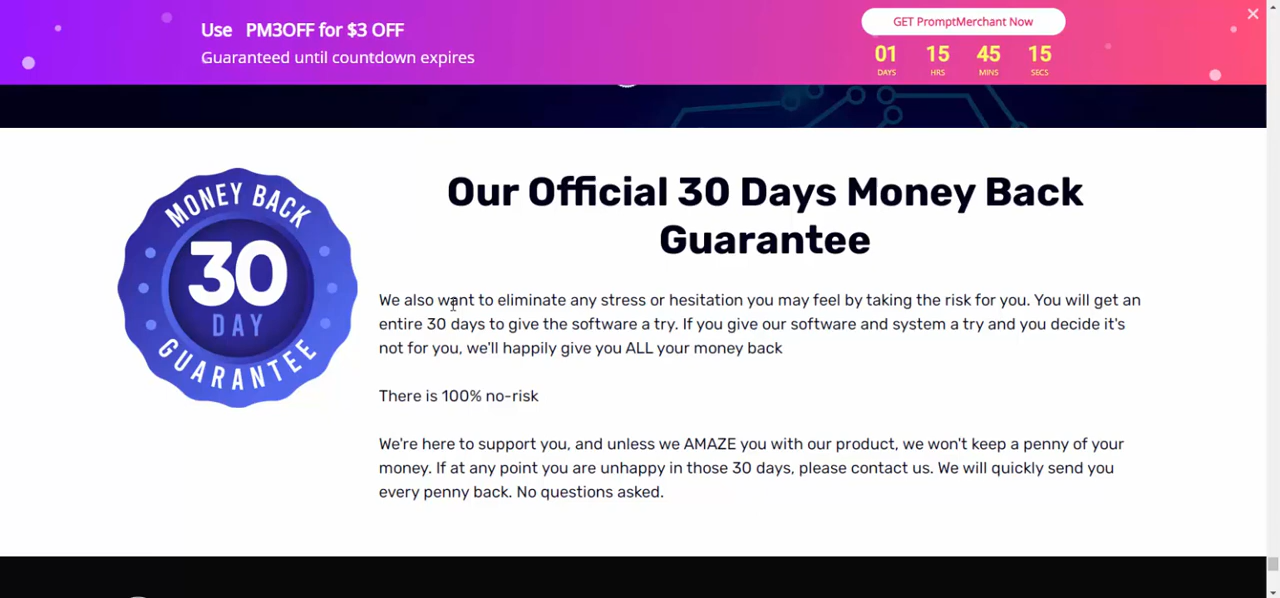 Use PM3OFF for $3 OFF
Guaranteed until countdown expires
GET PromptMerchant Now
01 15 45 15
DAYS HRS MINS SECS
MONEY BACK
30
DAY
GUARANTEE
Our Official 30 Days Money Back
Guarantee
We also want to eliminate any stress or hesitation you may feel by taking the risk for you. You will get an
entire 30 days to give the software a try. If you give our software and system a try and you decide it's
not for you, we'll happily give you ALL your money back
There is 100% no-risk
We're here to support you, and unless we AMAZE you with our product, we won't keep a penny of your
money. If at any point you are unhappy in those 30 days, please contact us. We will quickly send you
every penny back. No questions asked.